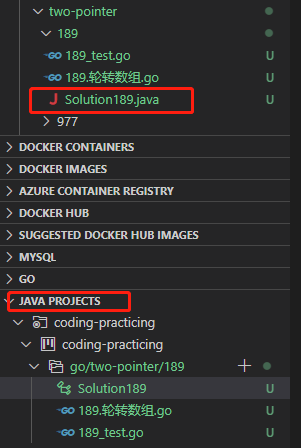 two-pointer
189
189_test.go U
189.轮转数组.go U
Solution189.java U
977
DOCKER CONTAINERS
DOCKER IMAGES
AZURE CONTAINER REGISTRY
DOCKER HUB
SUGGESTED DOCKER HUB IMAGES
MYSQL
GO
JAVA PROJECTS
coding-practicing
coding-practicing
go/two-pointer/189
Solution189 U
189.轮转数组.go U
189_test.go U